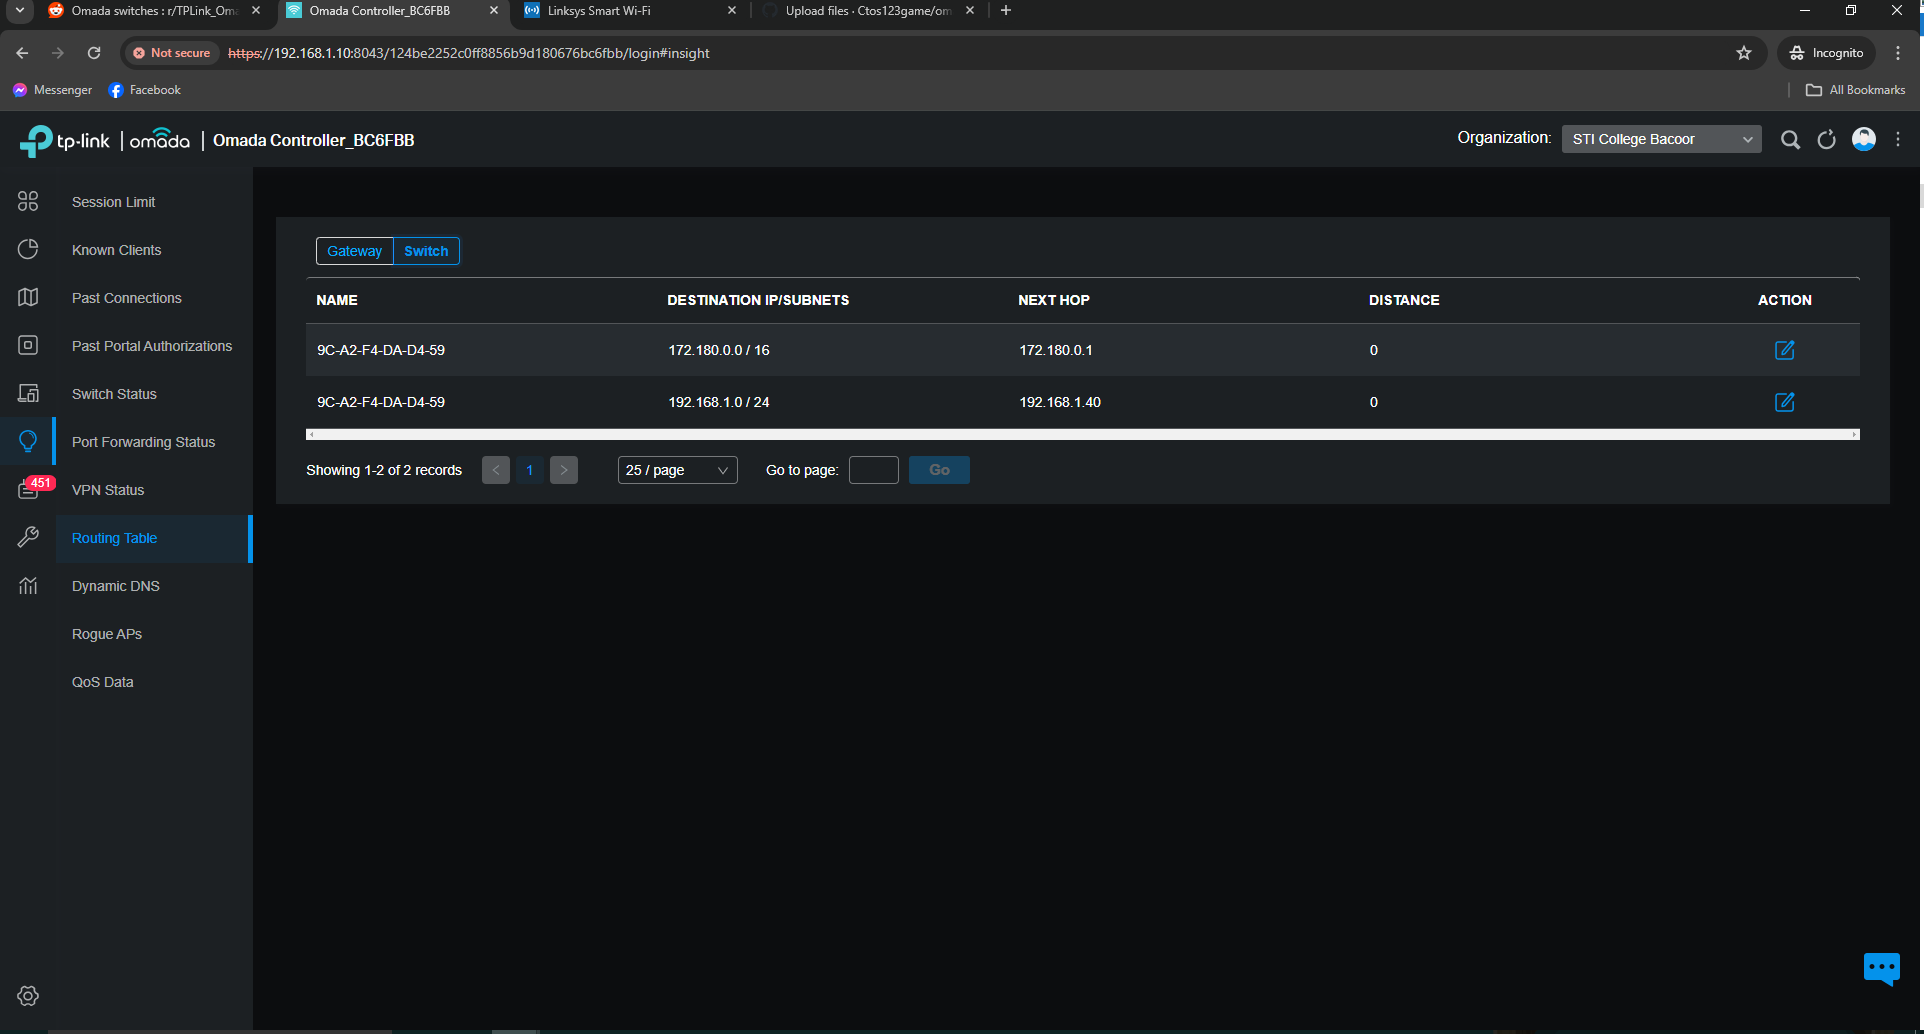 Omada switches : r/TPLink_Oma
Omada Controller_BC6FBB
Linksys Smart Wi-Fi
Upload files · Ctos123game/om
Not secure
https://192.168.1.10:8043/124be2252c0ff8856b9d180676bc6fbb/login#insight
Incognito
Messenger
Facebook
All Bookmarks
tp-link | omada | Omada Controller_BC6FBB
Organization:
STI College Bacoor
Session Limit
Known Clients
Past Connections
Past Portal Authorizations
Switch Status
Port Forwarding Status
451
VPN Status
Routing Table
Dynamic DNS
Rogue APs
QoS Data
Gateway
Switch
NAME DESTINATION IP/SUBNETS NEXT HOP DISTANCE ACTION
9C-A2-F4-DA-D4-59 172.180.0.0 / 16 172.180.0.1 0
9C-A2-F4-DA-D4-59 192.168.1.0 / 24 192.168.1.40 0
Showing 1-2 of 2 records < 1 > 25 / page Go to page: Go